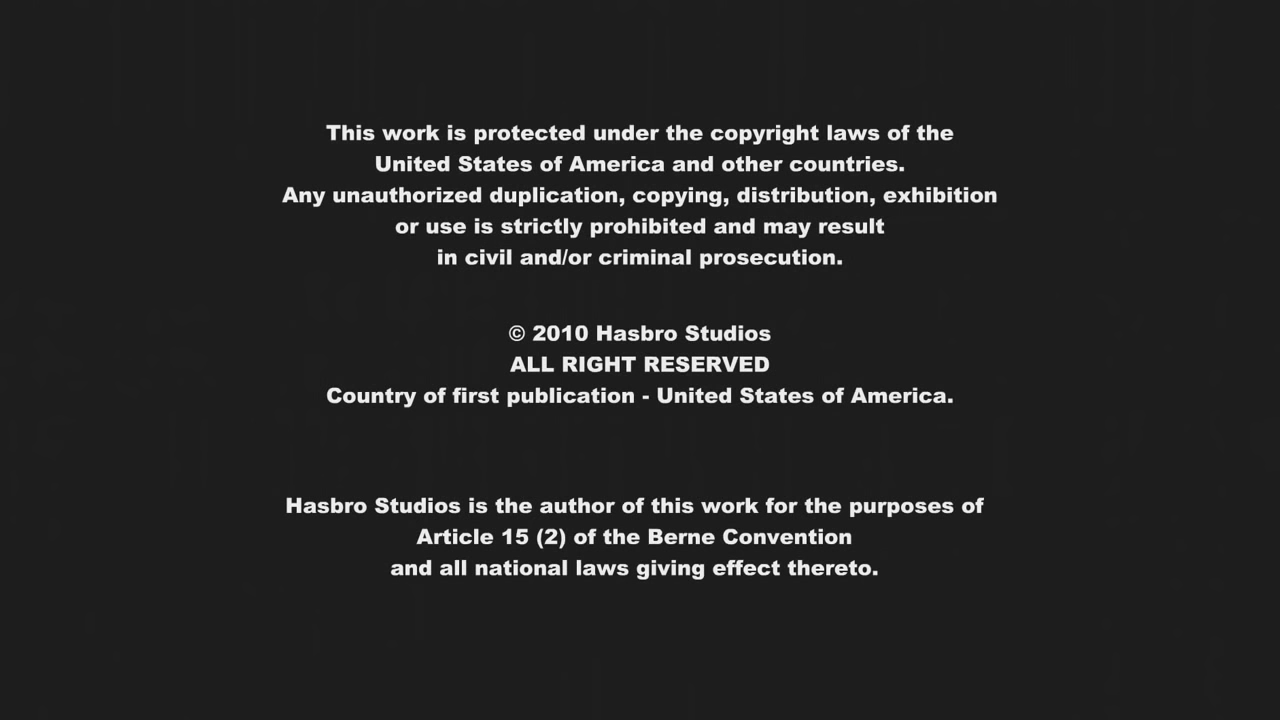 This work is protected under the copyright laws of the
United States of America and other countries.
Any unauthorized duplication, copying, distribution, exhibition
or use is strictly prohibited and may result
in civil and/or criminal prosecution.
© 2010 Hasbro Studios
ALL RIGHT RESERVED
Country of first publication - United States of America.
Hasbro Studios is the author of this work for the purposes of
Article 15 (2) of the Berne Convention
and all national laws giving effect thereto.